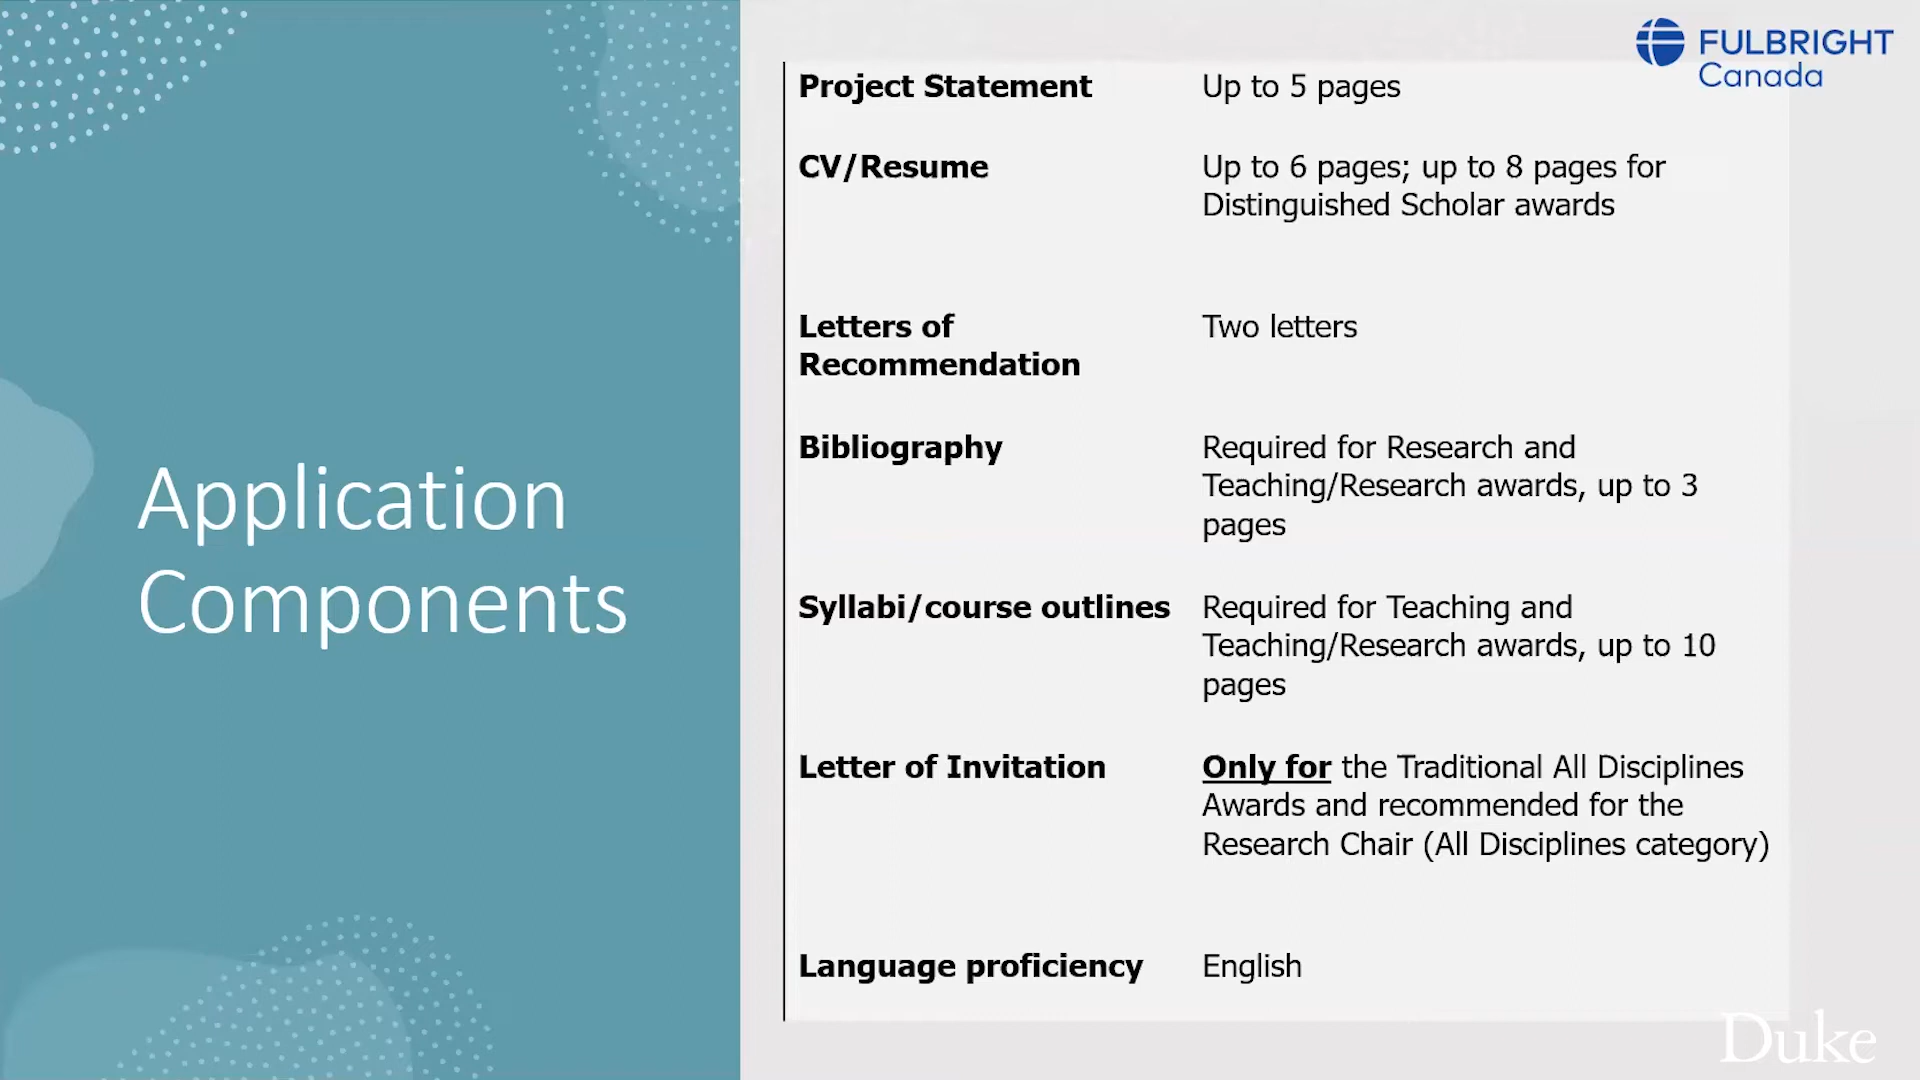 FULBRIGHT
Canada
Application
Components
Project Statement Up to 5 pages
CV/Resume Up to 6 pages; up to 8 pages for
Distinguished Scholar awards
Letters of Two letters
Recommendation
Bibliography Required for Research and
Teaching/Research awards, up to 3
pages
Syllabi/course outlines Required for Teaching and
Teaching/Research awards, up to 10
pages
Letter of Invitation Only for the Traditional All Disciplines
Awards and recommended for the
Research Chair (All Disciplines category)
Language proficiency English
Duke